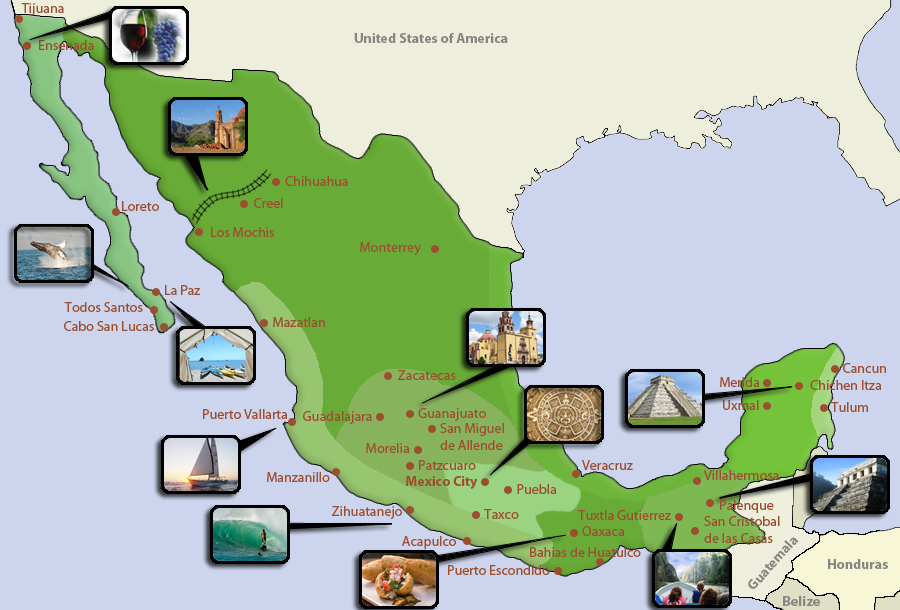 Tijuana
Ensenada
United States of America
Chihuahua
Creel
Loreto
Los Mochis
Monterrey
La Paz
Todos Santos
Cabo San Lucas
Mazatlan
Zacatecas
Cancun
Merida
Chichen Itza
Uxmal
Tulum
Puerto Vallarta
Guadalajara
Guanajuato
San Miguel
de Allende
Morelia
Patzcuaro
Veracruz
Manzanillo
Mexico City
Villahermosa
Puebla
Zihuatanejo
Taxco
Palenque
Tuxtla Gutierrez
San Cristobal
de las Casas
Oaxaca
Acapulco
Bahias de Huatulco
Puerto Escondido
Guatemala
Honduras
Belize